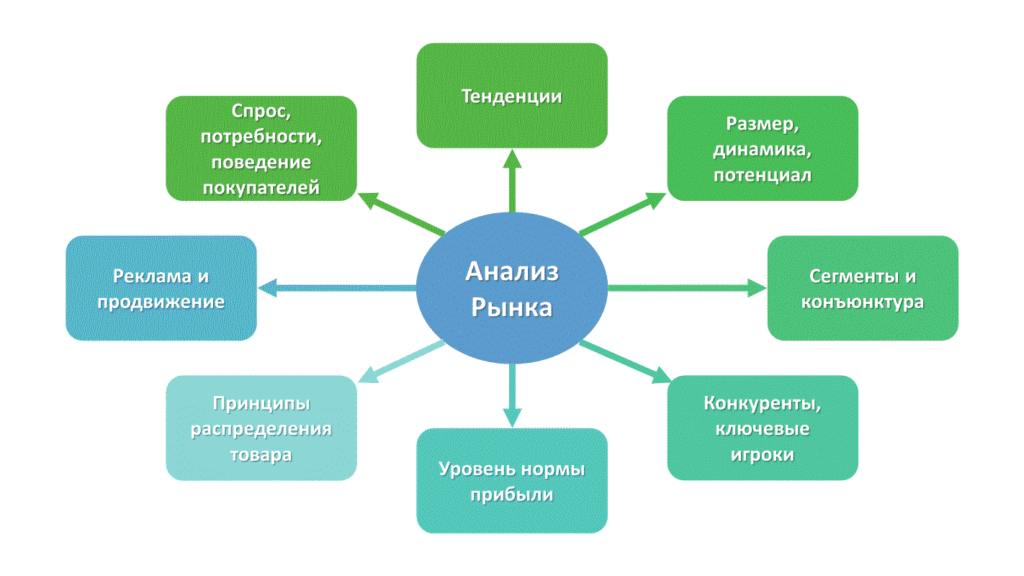 Тенденции
Размер,
динамика,
потенциал
Сегменты и
конъюнктура
Конкуренты,
ключевые
игроки
Уровень нормы
прибыли
Принципы
распределения
товара
Реклама и
продвижение
Спрос,
потребности,
поведение
покупателей
Анализ
Рынка